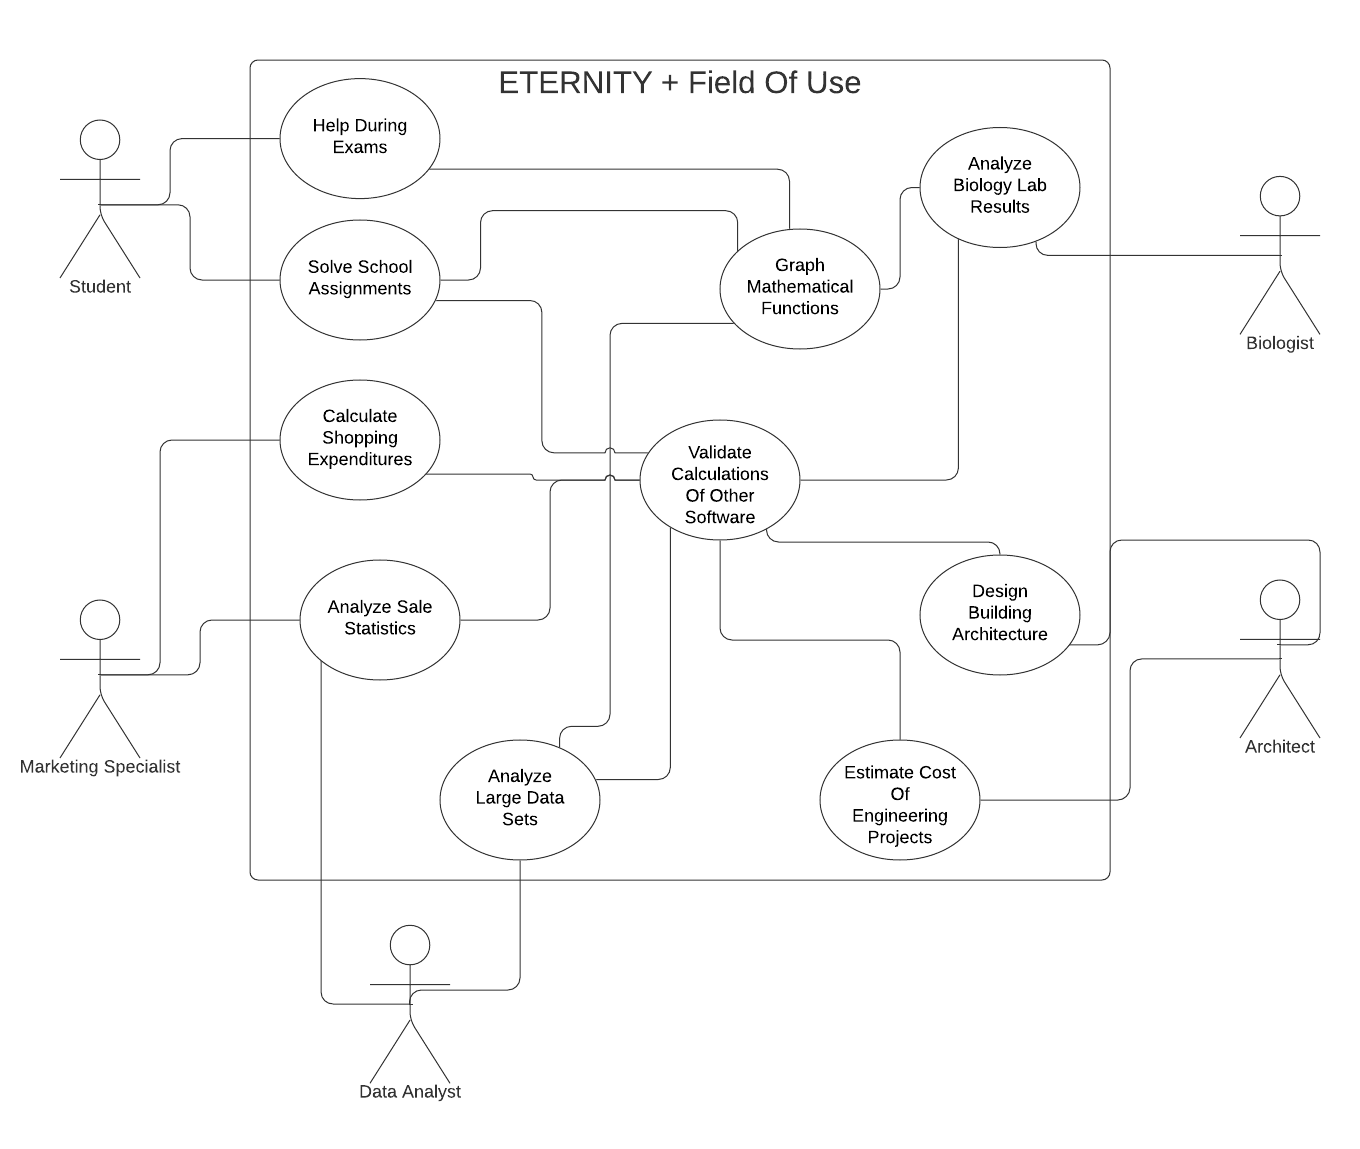 ETERNITY + Field Of Use
Help During
Exams
Analyze
Biology Lab
Results
Student
Solve School
Assignments
Graph
Mathematical
Functions
Biologist
Calculate
Shopping
Expenditures
Validate
Calculations
Of Other
Software
Analyze Sale
Statistics
Design
Building
Architecture
Marketing Specialist
Architect
Analyze
Large Data
Sets
Estimate Cost
Of
Engineering
Projects
Data Analyst